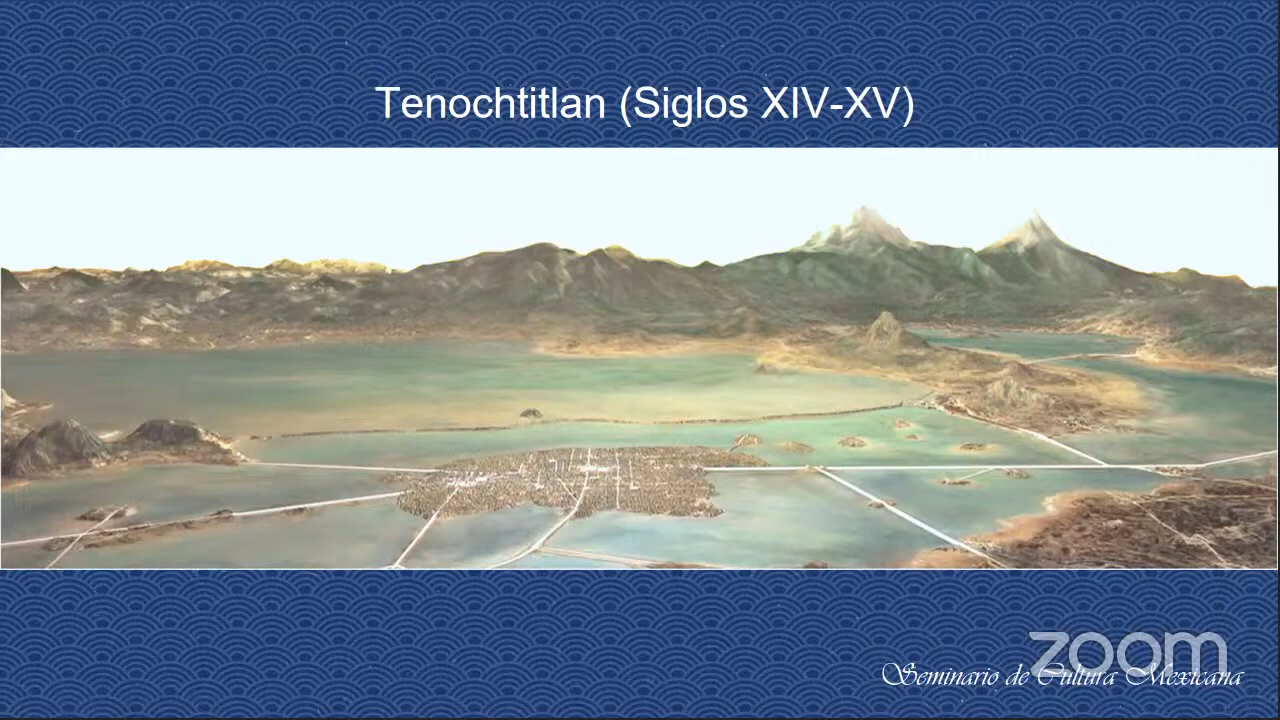 Tenochtitlan (Siglos XIV-XV)
zoom
Seminario de Cultura Mexicana